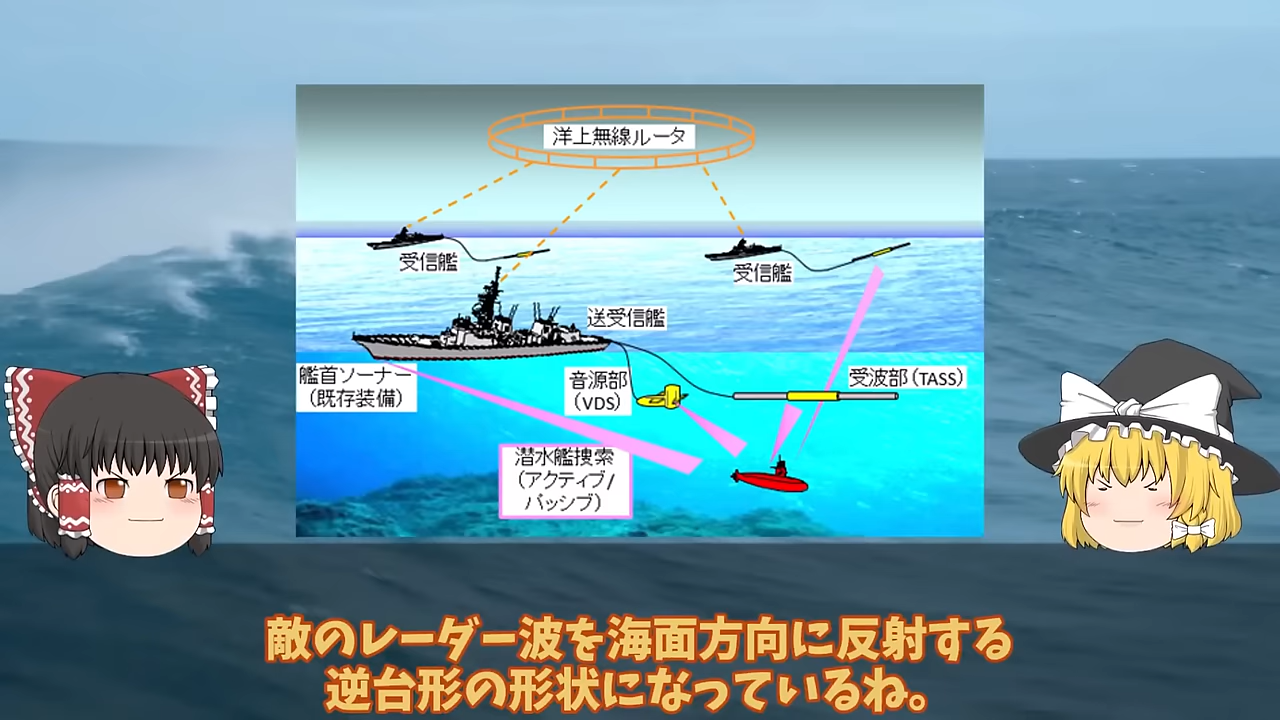 洋上無線ルータ
受信艦
受信艦
送受信艦
艦首ソーナー
(既存装備)
音源部
(VDS)
受波部(TASS)
潜水艦捜索
(アクティブ/
パッシブ)
敵のレーダー波を海面方向に反射する
逆台形の形状になっているね。